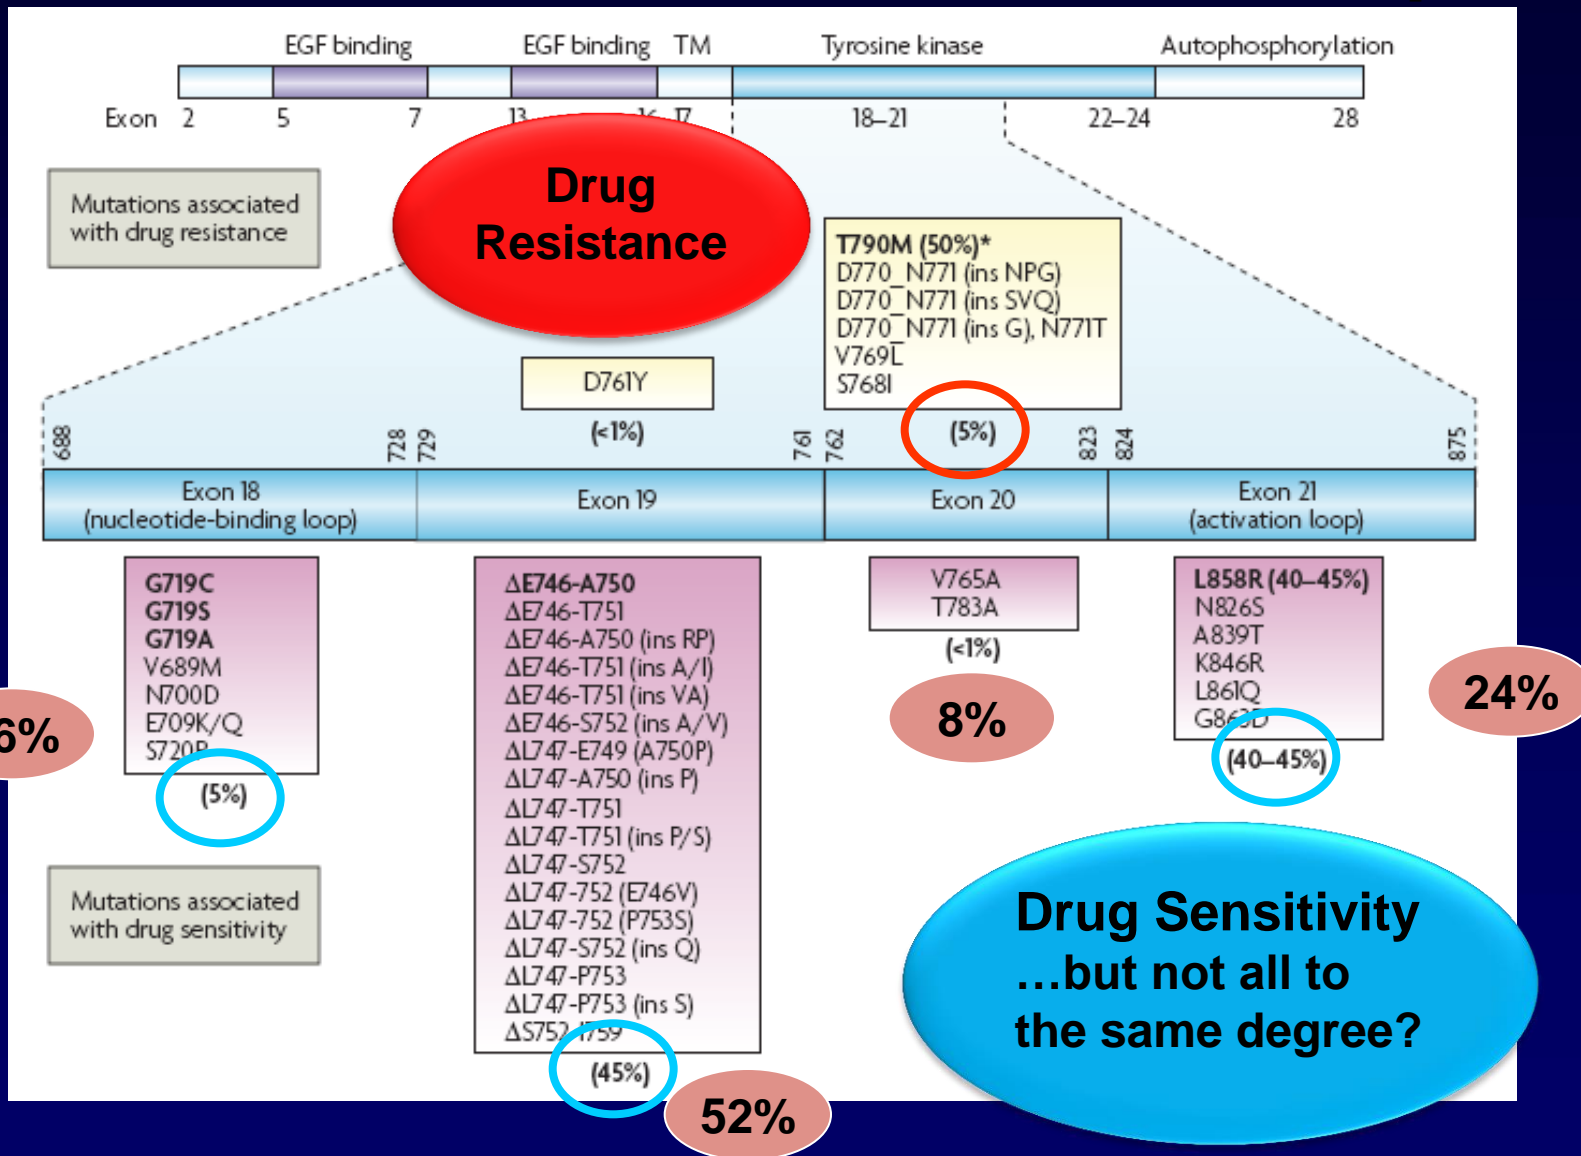 EGF binding EGF binding TM Tyrosine kinase Autophosphorylation
Exon 2 5 7 13 16 17 18–21 22–24 28
Mutations associated
with drug resistance
Drug
Resistance
T790M (50%)*
D770_N771 (ins NPG)
D770_N771 (ins SVQ)
D770_N771 (ins G), N771T
V769L
S768I
(5%)
D761Y
(<1%)
688 728 729 761 762 823 824 875
Exon 18
(nucleotide-binding loop)
Exon 19
Exon 20
Exon 21
(activation loop)
G719C
G719S
G719A
V689M
N700D
E709K/Q
S720P
(5%)
6%
ΔE746-A750
ΔE746-T751
ΔE746-A750 (ins RP)
ΔE746-T751 (ins A/I)
ΔE746-T751 (ins VA)
ΔE746-S752 (ins A/V)
ΔL747-E749 (A750P)
ΔL747-A750 (ins P)
ΔL747-T751
ΔL747-T751 (ins P/S)
ΔL747-S752
ΔL747-752 (E746V)
ΔL747-752 (P753S)
ΔL747-S752 (ins Q)
ΔL747-P753
ΔL747-P753 (ins S)
ΔS752-I759
(45%)
52%
V765A
T783A
(<1%)
8%
L858R (40–45%)
N826S
A839T
K846R
L861Q
G863D
(40–45%)
24%
Mutations associated
with drug sensitivity
Drug Sensitivity
…but not all to
the same degree?